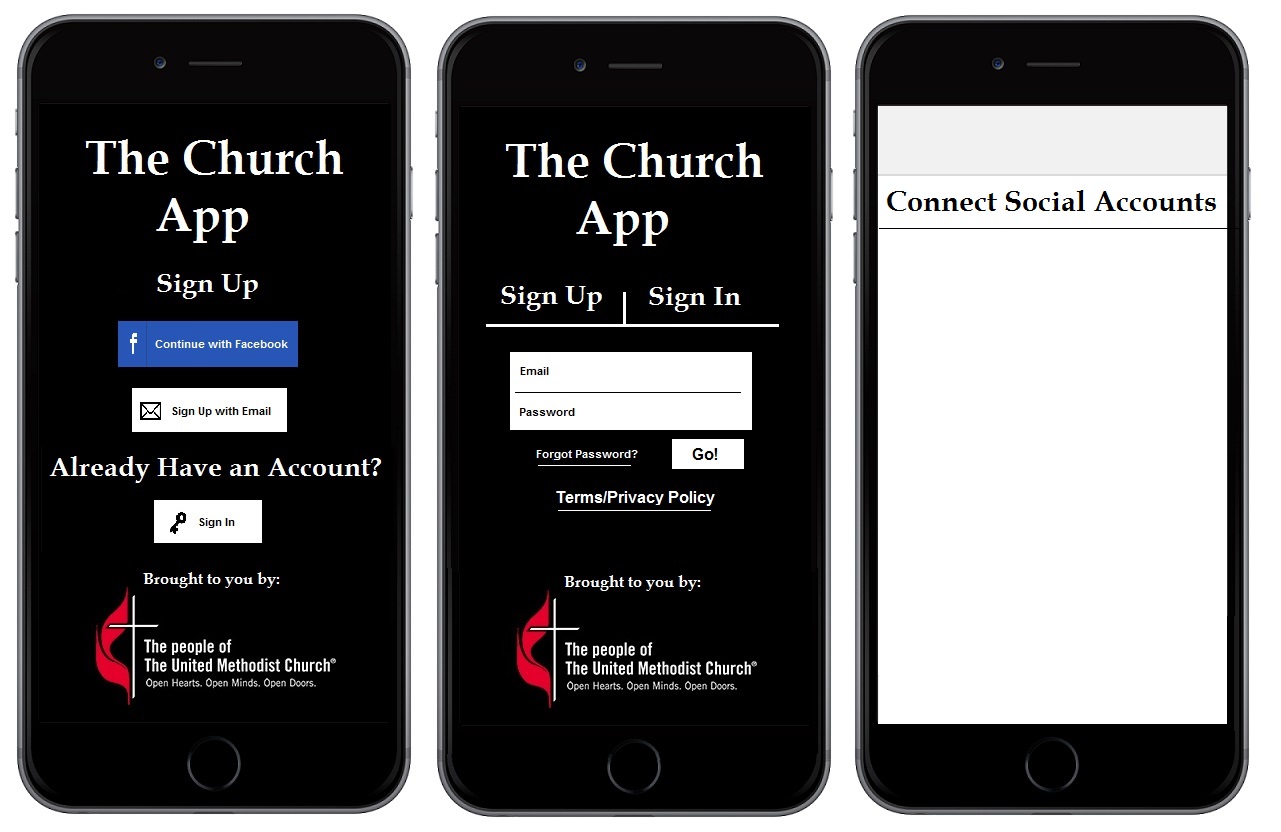 The Church
App
Sign Up
f
Continue with Facebook
Sign Up with Email
Already Have an Account?
Sign In
Brought to you by:
The people of
The United Methodist Church®
Open Hearts. Open Minds. Open Doors.
The Church
App
Sign Up
Sign In
Email
Password
Forgot Password?
Go!
Terms/Privacy Policy
Brought to you by:
The people of
The United Methodist Church®
Open Hearts. Open Minds. Open Doors.
Connect Social Accounts